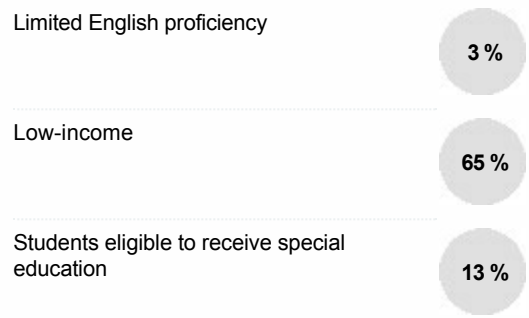 Limited English proficiency
3 %
Low-income
65 %
Students eligible to receive special
education
13 %